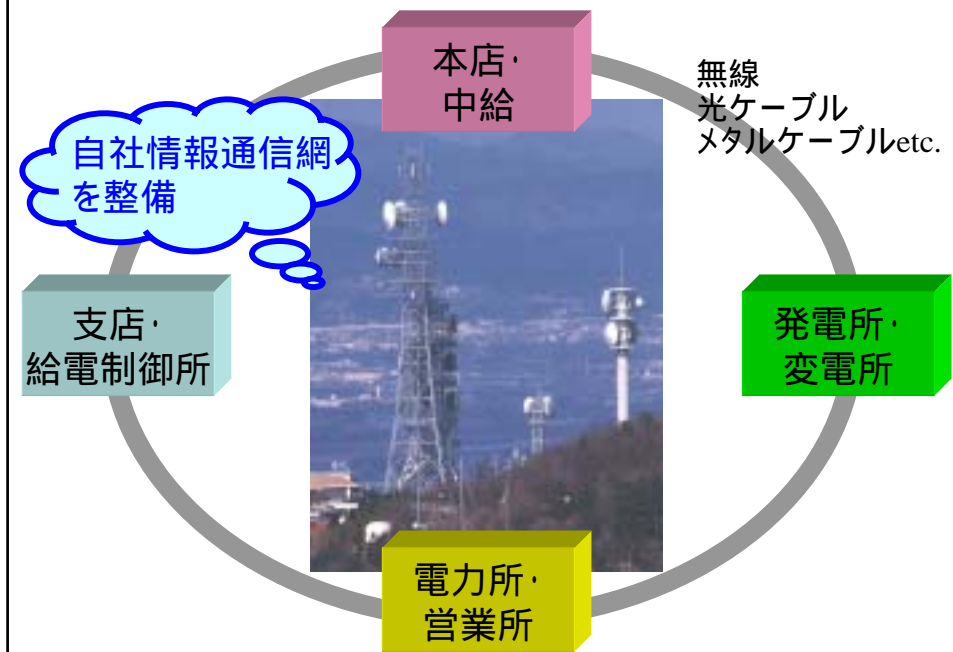 本店・
中給
無線
光ケーブル
メタルケーブルetc.
自社情報通信網
を整備
支店・
給電制御所
発電所・
変電所
電力所・
営業所